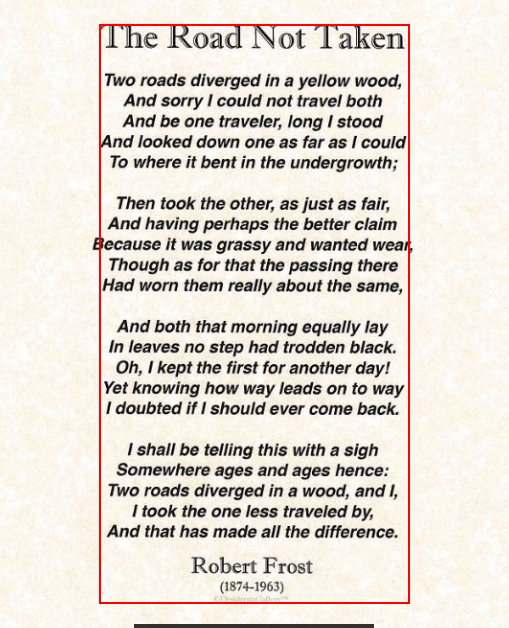 The Road Not Taken
Two roads diverged in a yellow wood,
And sorry I could not travel both
And be one traveler, long I stood
And looked down one as far as I could
To where it bent in the undergrowth;
Then took the other, as just as fair,
And having perhaps the better claim
Because it was grassy and wanted wear,
Though as for that the passing there
Had worn them really about the same,
And both that morning equally lay
In leaves no step had trodden black.
Oh, I kept the first for another day!
Yet knowing how way leads on to way
I doubted if I should ever come back.
I shall be telling this with a sigh
Somewhere ages and ages hence:
Two roads diverged in a wood, and I,
I took the one less traveled by,
And that has made all the difference.
Robert Frost
(1874-1963)